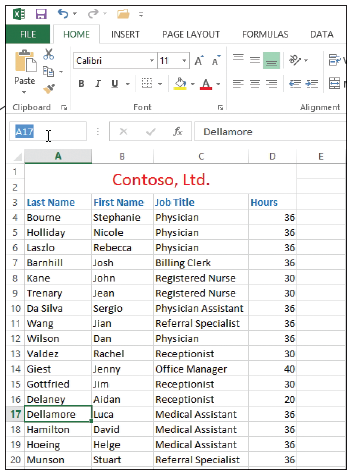 FILE HOME INSERT PAGE LAYOUT FORMULAS DATA
Calibri 11 A A
Paste B I U A
Clipboard Font Alignment
A17 fx Dellamore
A B C D E
1 Contoso, Ltd.
2
3 Last Name First Name Job Title Hours
4 Bourne Stephanie Physician 36
5 Holliday Nicole Physician 36
6 Laszlo Rebecca Physician 36
7 Barnhill Josh Billing Clerk 36
8 Kane John Registered Nurse 30
9 Trenary Jean Registered Nurse 30
10 Da Silva Sergio Physician Assistant 36
11 Wang Jian Referral Specialist 36
12 Wilson Dan Physician 36
13 Valdez Rachel Receptionist 30
14 Giest Jenny Office Manager 40
15 Gottfried Jim Receptionist 30
16 Delaney Aidan Receptionist 20
17 Dellamore Luca Medical Assistant 36
18 Hamilton David Medical Assistant 36
19 Hoeing Helge Medical Assistant 36
20 Munson Stuart Referral Specialist 36